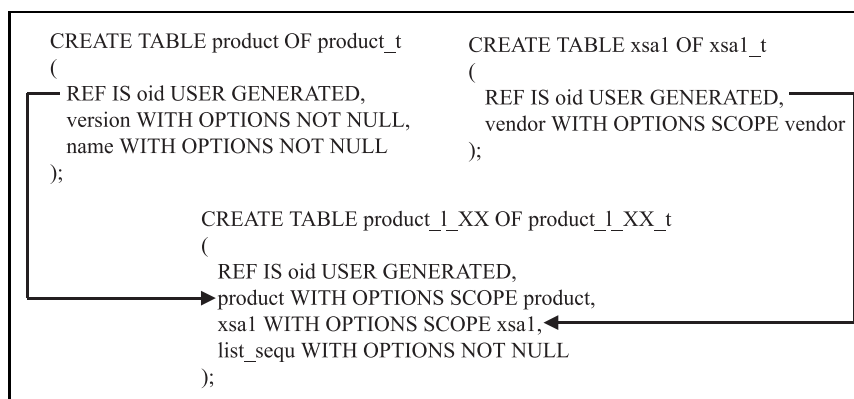 CREATE TABLE product OF product_t
(
REF IS oid USER GENERATED,
version WITH OPTIONS NOT NULL,
name WITH OPTIONS NOT NULL
);
CREATE TABLE xsa1 OF xsa1_t
(
REF IS oid USER GENERATED,
vendor WITH OPTIONS SCOPE vendor
);
CREATE TABLE product_l_XX OF product_l_XX_t
(
REF IS oid USER GENERATED,
product WITH OPTIONS SCOPE product,
xsa1 WITH OPTIONS SCOPE xsa1,
list_sequ WITH OPTIONS NOT NULL
);